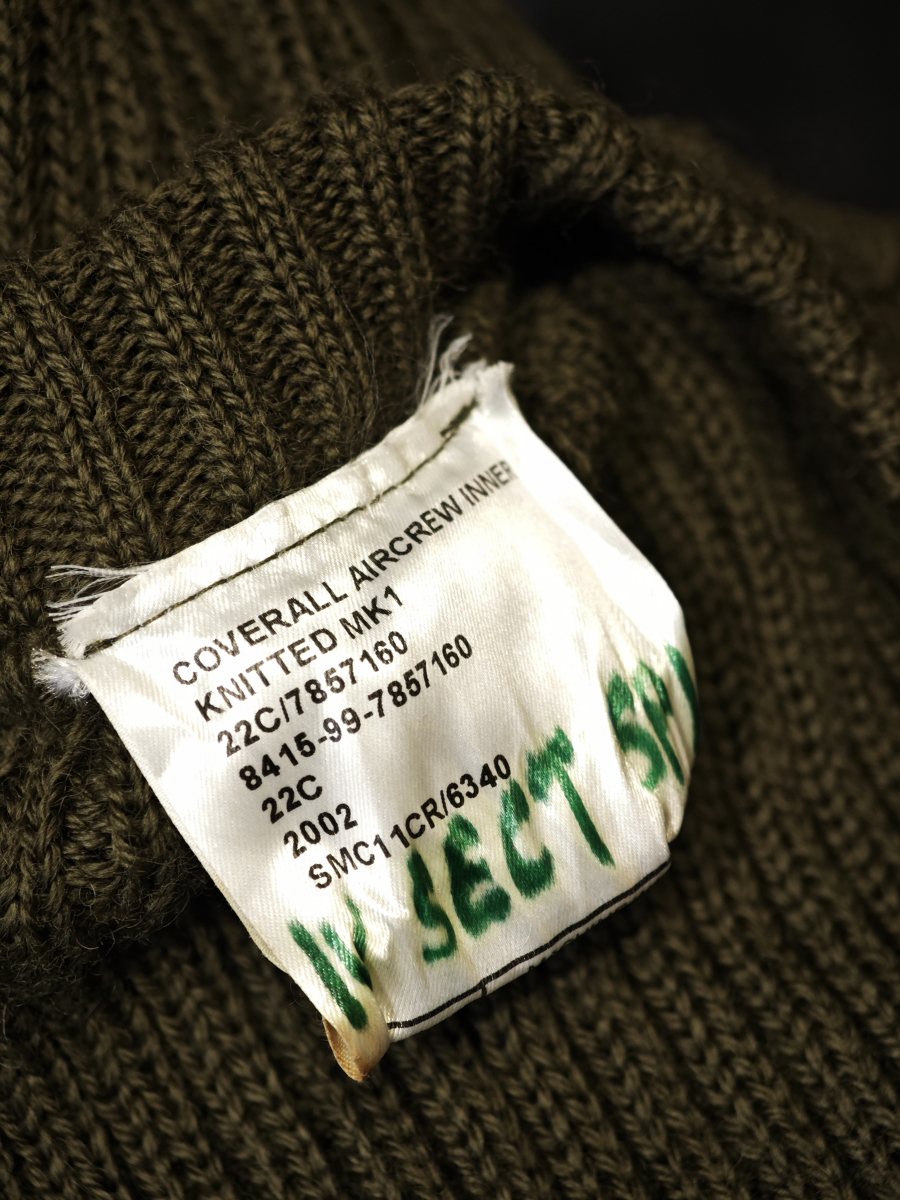 COVERALL AIRCREW INNER
KNITTED MK1
22C/7857160
8415-99-7857160
22C
2002
SMC11CR/6340
SECT